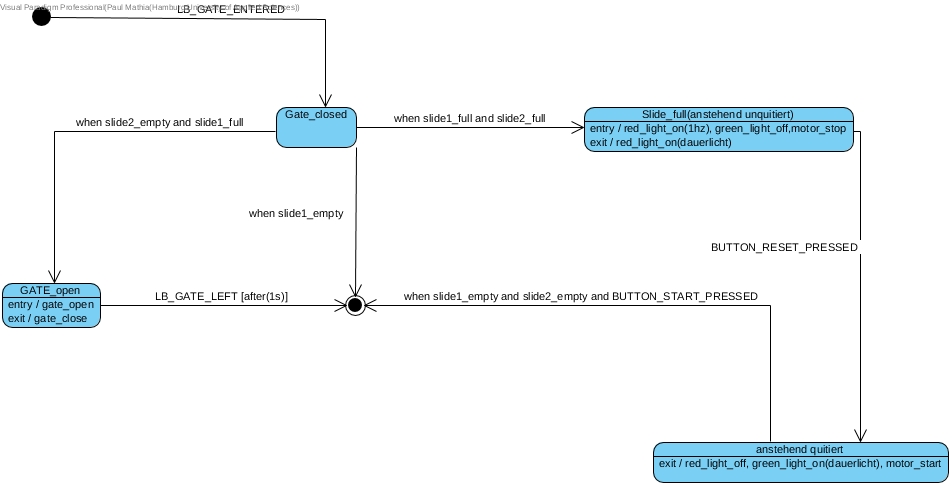 Visual Paradigm Professional(Paul Mathia(Hamburg
LB_GATE_ENTERED
Gate_closed
when slide2_empty and slide1_full
when slide1_full and slide2_full
Slide_full(anstehend unquitiert)
entry / red_light_on(1hz), green_light_off,motor_stop
exit / red_light_on(dauerlicht)
when slide1_empty
BUTTON_RESET_PRESSED
GATE_open
entry / gate_open
exit / gate_close
LB_GATE_LEFT [after(1s)]
when slide1_empty and slide2_empty and BUTTON_START_PRESSED
anstehend quitiert
exit / red_light_off, green_light_on(dauerlicht), motor_start